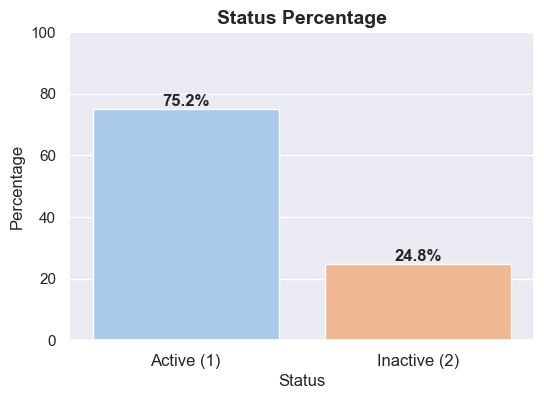 Status Percentage
100
80
60
40
20
0
Percentage
75.2%
24.8%
Active (1)
Inactive (2)
Status